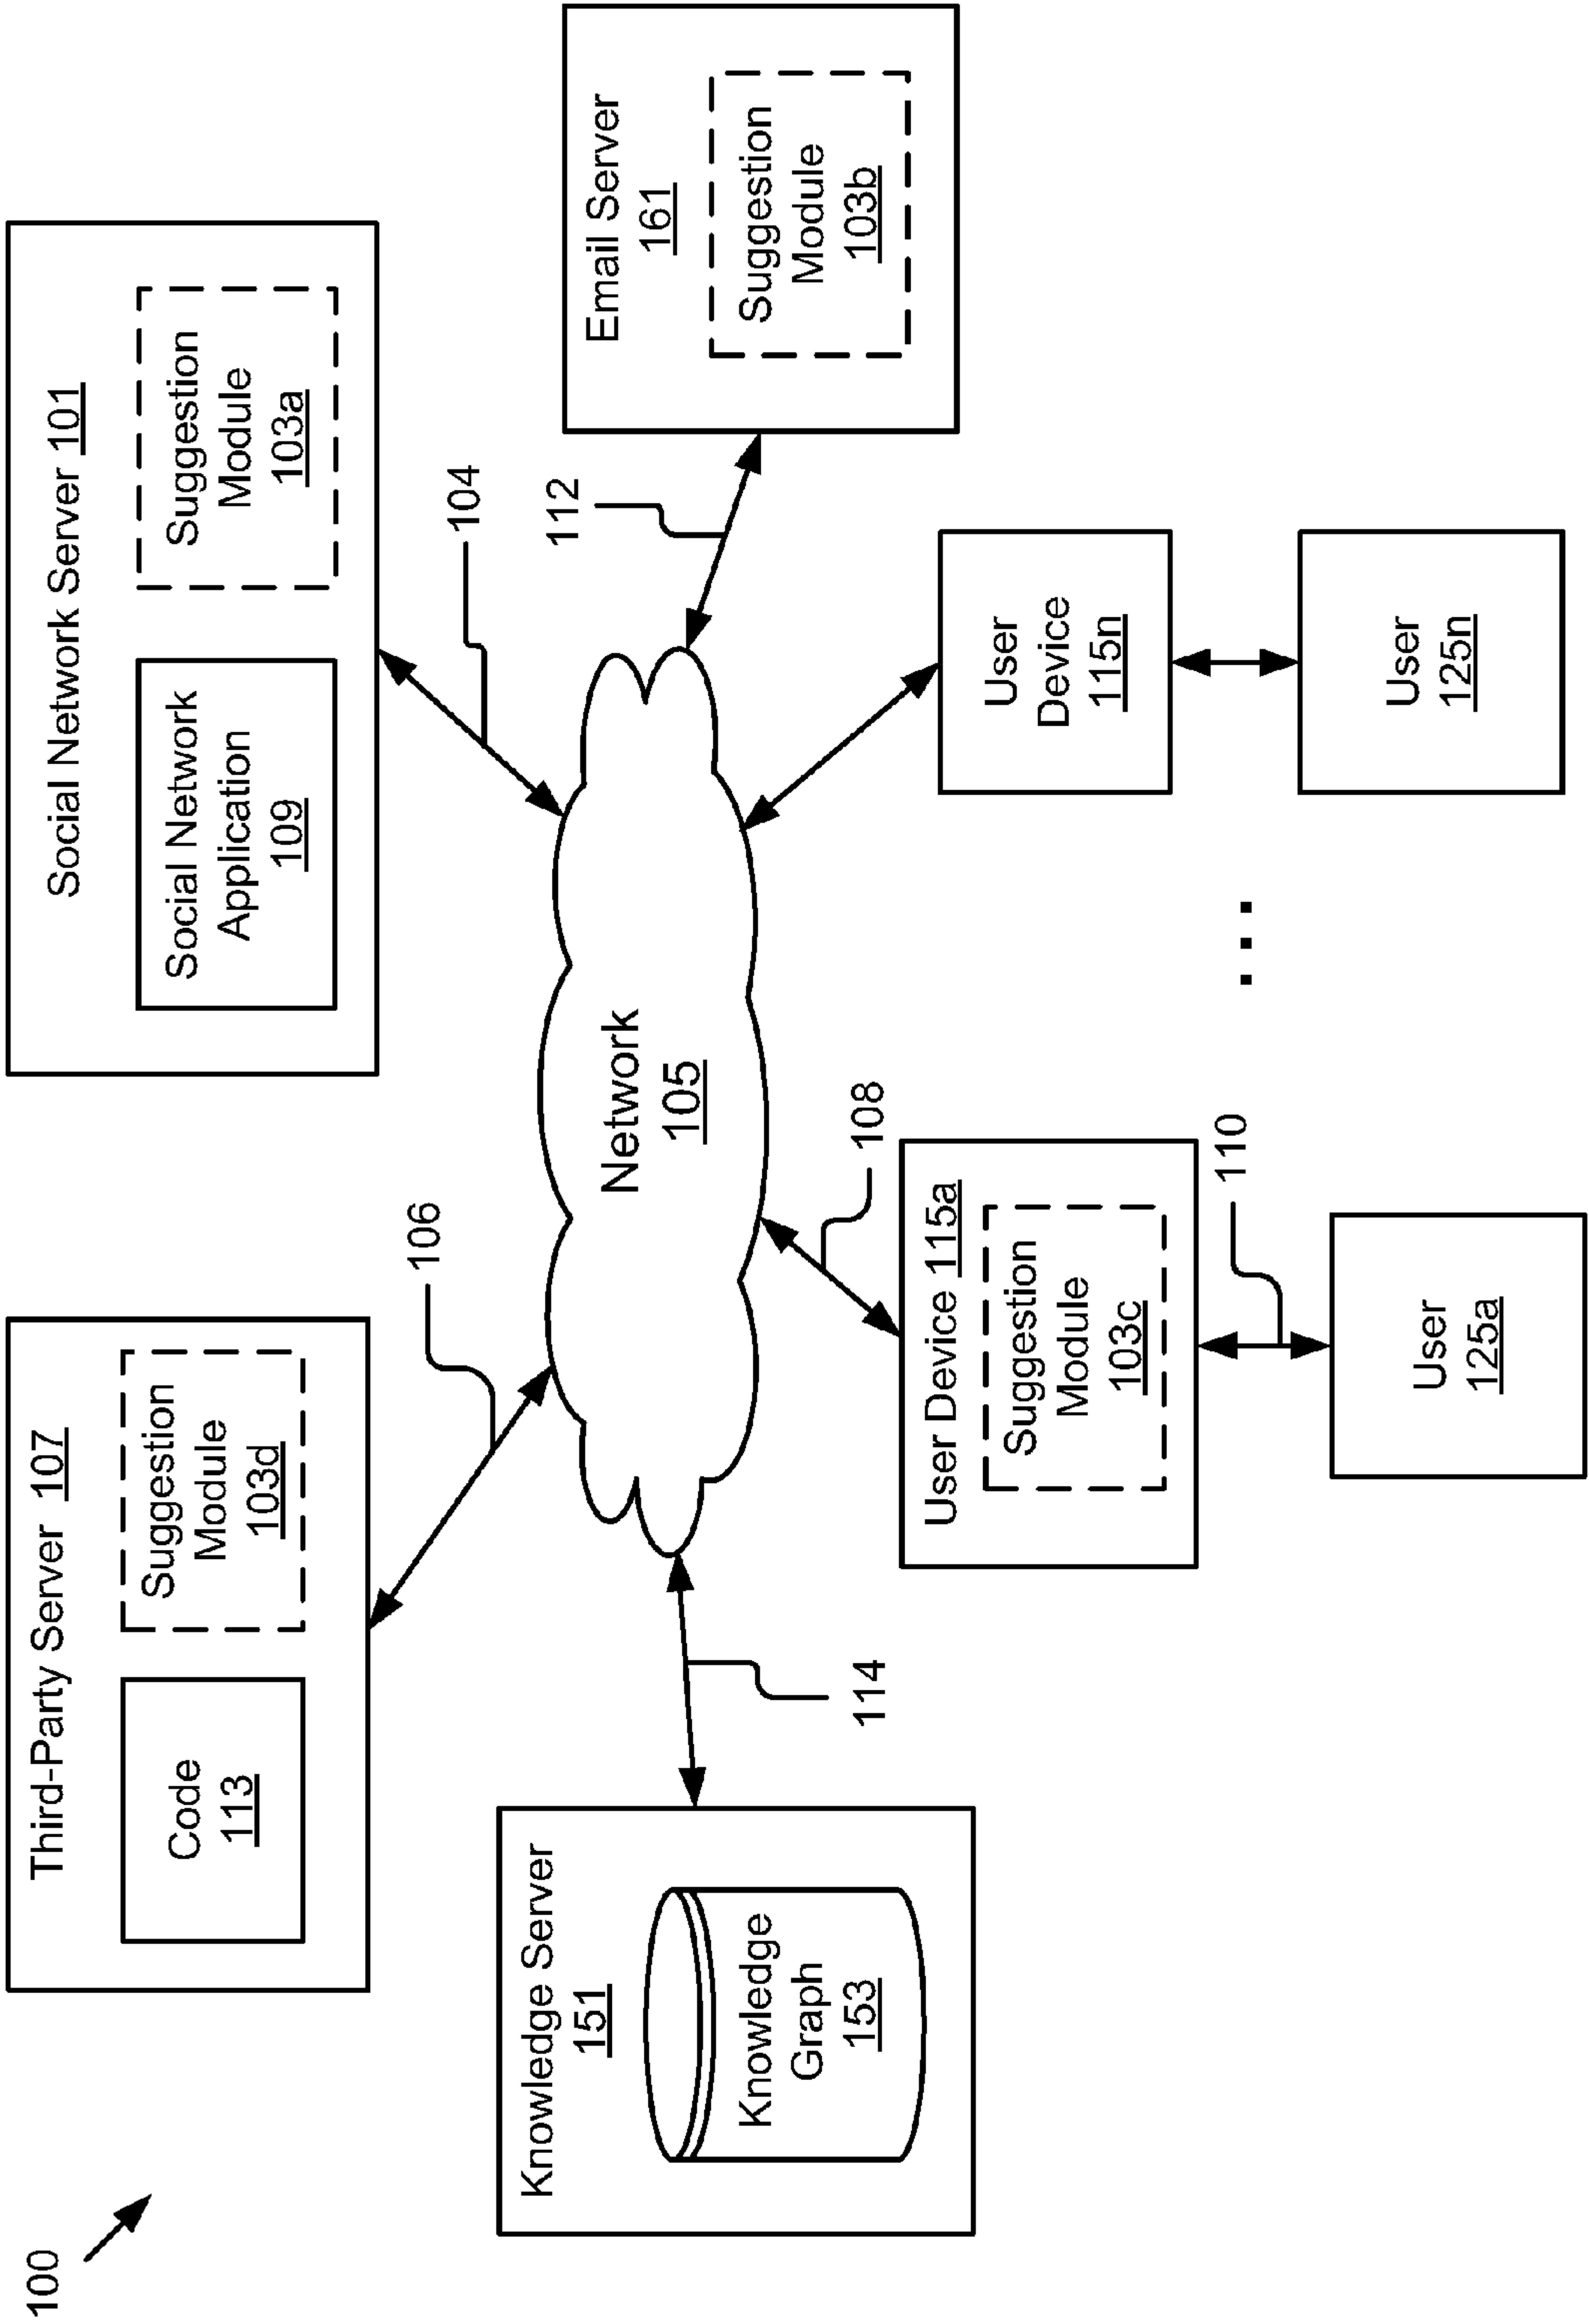 100
Third-Party Server 107
Code
113
Suggestion
Module
103d
Social Network Server 101
Social Network
Application
109
Suggestion
Module
103a
106
104
Knowledge Server
151
Knowledge
Graph
153
114
Network
105
112
Email Server
161
Suggestion
Module
103b
108
User Device 115a
Suggestion
Module
103c
110
User
125a
...
User
Device
115n
User
125n